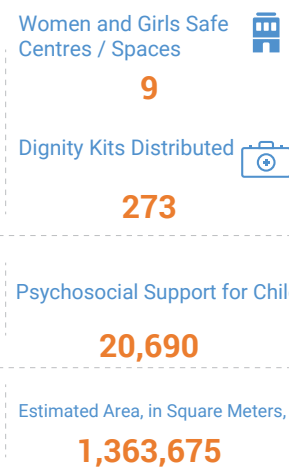 Women and Girls Safe
Centres / Spaces
9
Dignity Kits Distributed
273
Psychosocial Support for Chil
20,690
Estimated Area, in Square Meters,
1,363,675